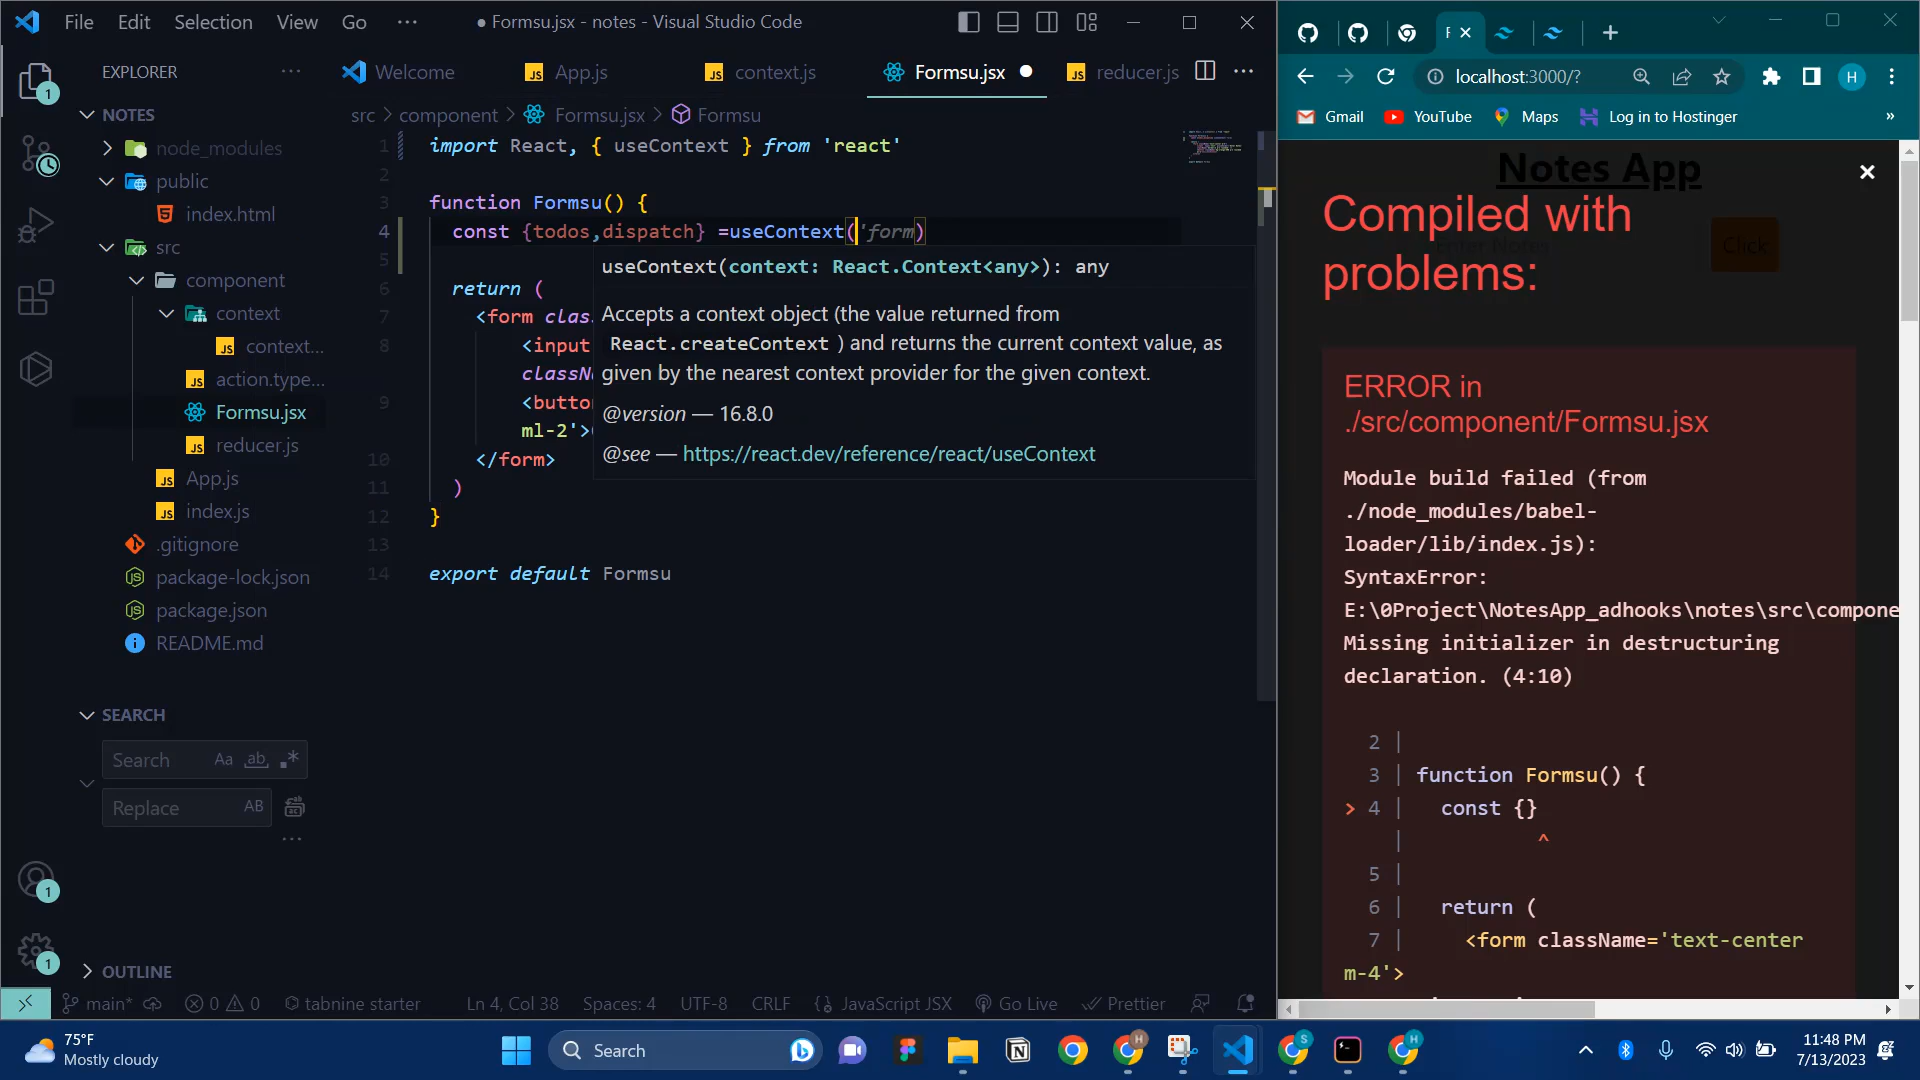 File Edit Selection View Go ··· ● Formsu.jsx - notes - Visual Studio Code
EXPLORER ···
NOTES
node_modules
public
index.html
src
component
context
context...
action.type...
Formsu.jsx
reducer.js
App.js
index.js
.gitignore
package-lock.json
package.json
README.md
SEARCH
Search Aa ab .*
Replace AB
···
OUTLINE
1
1
1
Welcome App.js context.js Formsu.jsx ● reducer.js ···
src > component > Formsu.jsx > Formsu
1 import React, { useContext } from 'react'
2
3 function Formsu() {
4 const {todos,dispatch} =useContext('form)
5
6 return (
7 <form clas
8 <input
classN
9 <button
ml-2'>
10 </form>
11 )
12 }
13
14 export default Formsu
useContext(context: React.Context<any>): any
Accepts a context object (the value returned from
React.createContext ) and returns the current context value, as
given by the nearest context provider for the given context.
@version — 16.8.0
@see — https://react.dev/reference/react/useContext
main* 0 0 tabnine starter Ln 4, Col 38 Spaces: 4 UTF-8 CRLF {} JavaScript JSX Go Live Prettier
F
localhost:3000/? H
Gmail YouTube Maps Log in to Hostinger »
Notes App
Enter Notes
Click
Compiled with
problems:
ERROR in
./src/component/Formsu.jsx
Module build failed (from
./node_modules/babel-
loader/lib/index.js):
SyntaxError:
E:\0Project\NotesApp_adhooks\notes\src\compone
Missing initializer in destructuring
declaration. (4:10)
2 |
3 | function Formsu() {
> 4 | const {}
| ^
5 |
6 | return (
7 | <form className='text-center
m-4'>
75°F
Mostly cloudy
Search
H
S
H
11:48 PM
7/13/2023